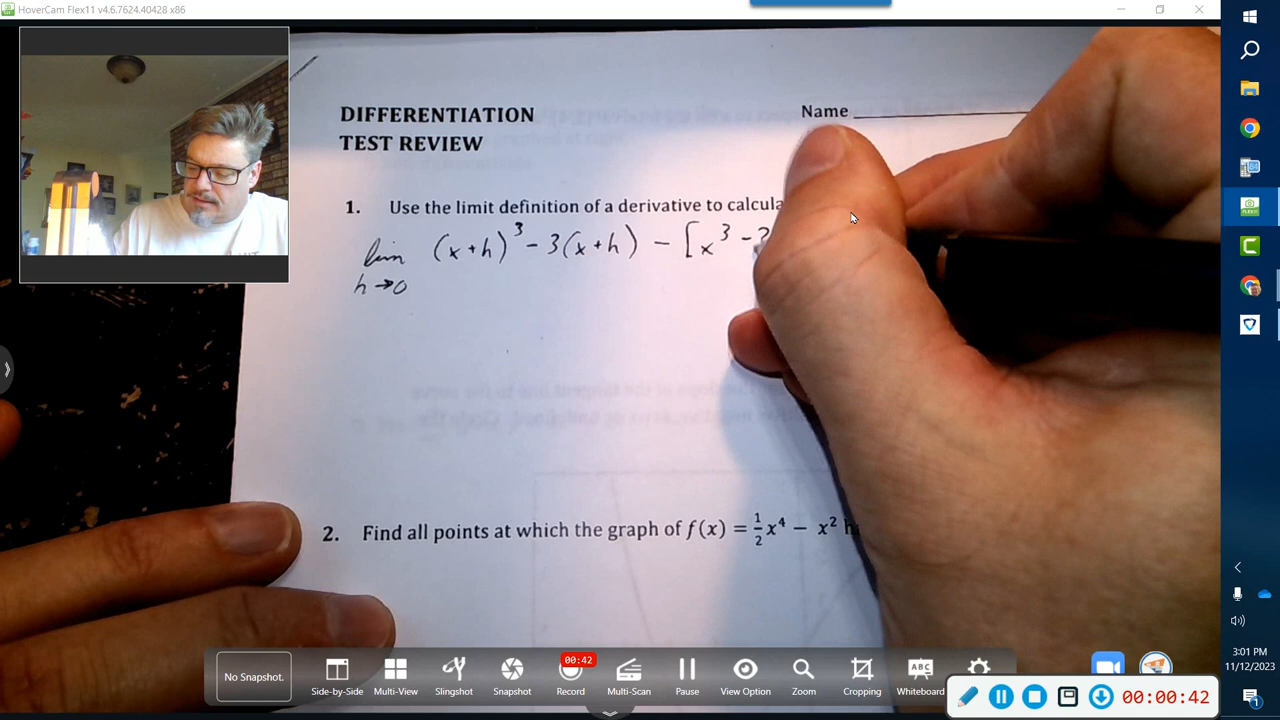 HoverCam Flex11 v4.6.7624.40428 x86
DIFFERENTIATION
TEST REVIEW
Name
1. Use the limit definition of a derivative to
lim (x+h)³ - 3(x+h) - [x³ -
h→0
2. Find all points at which the graph of f(x) = ½x⁴ − x²
No Snapshot.
Side-by-Side
Multi-View
Slingshot
Snapshot
00:42
Record
Multi-Scan
Pause
View Option
Zoom
Cropping
ABC
Whiteboard
00:00:42
3:01 PM
11/12/2023